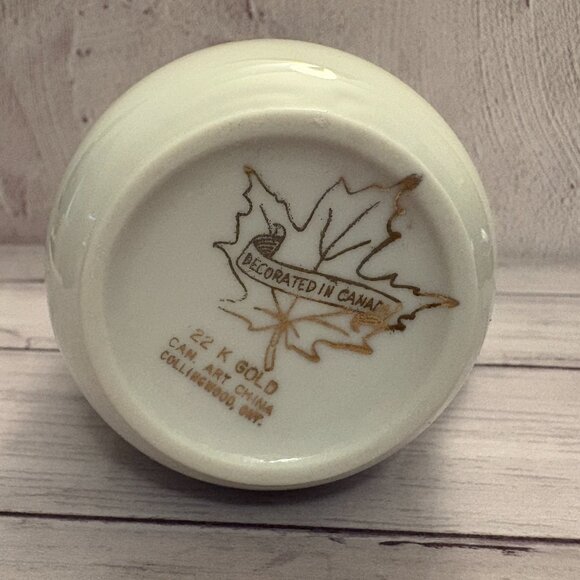 DECORATED IN CANADA
22 K GOLD
CAN. ART CHINA
COLLINGWOOD, ONT.